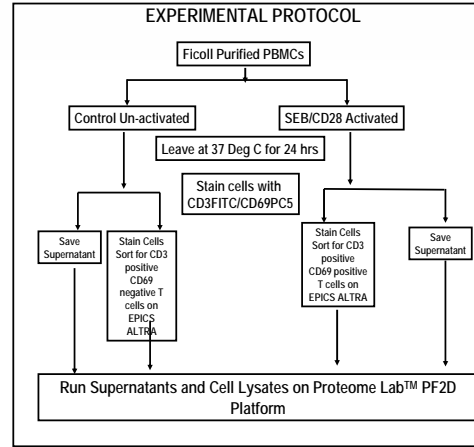 EXPERIMENTAL PROTOCOL
Ficoll Purified PBMCs
Control Un-activated
SEB/CD28 Activated
Leave at 37 Deg C for 24 hrs
Stain cells with
CD3FITC/CD69PC5
Save
Supernatant
Stain Cells
Sort for CD3
positive
CD69
negative T
cells on
EPICS
ALTRA
Stain Cells
Sort for CD3
positive
CD69 positive
T cells on
EPICS ALTRA
Save
Supernatant
Run Supernatants and Cell Lysates on Proteome Lab™ PF2D
Platform